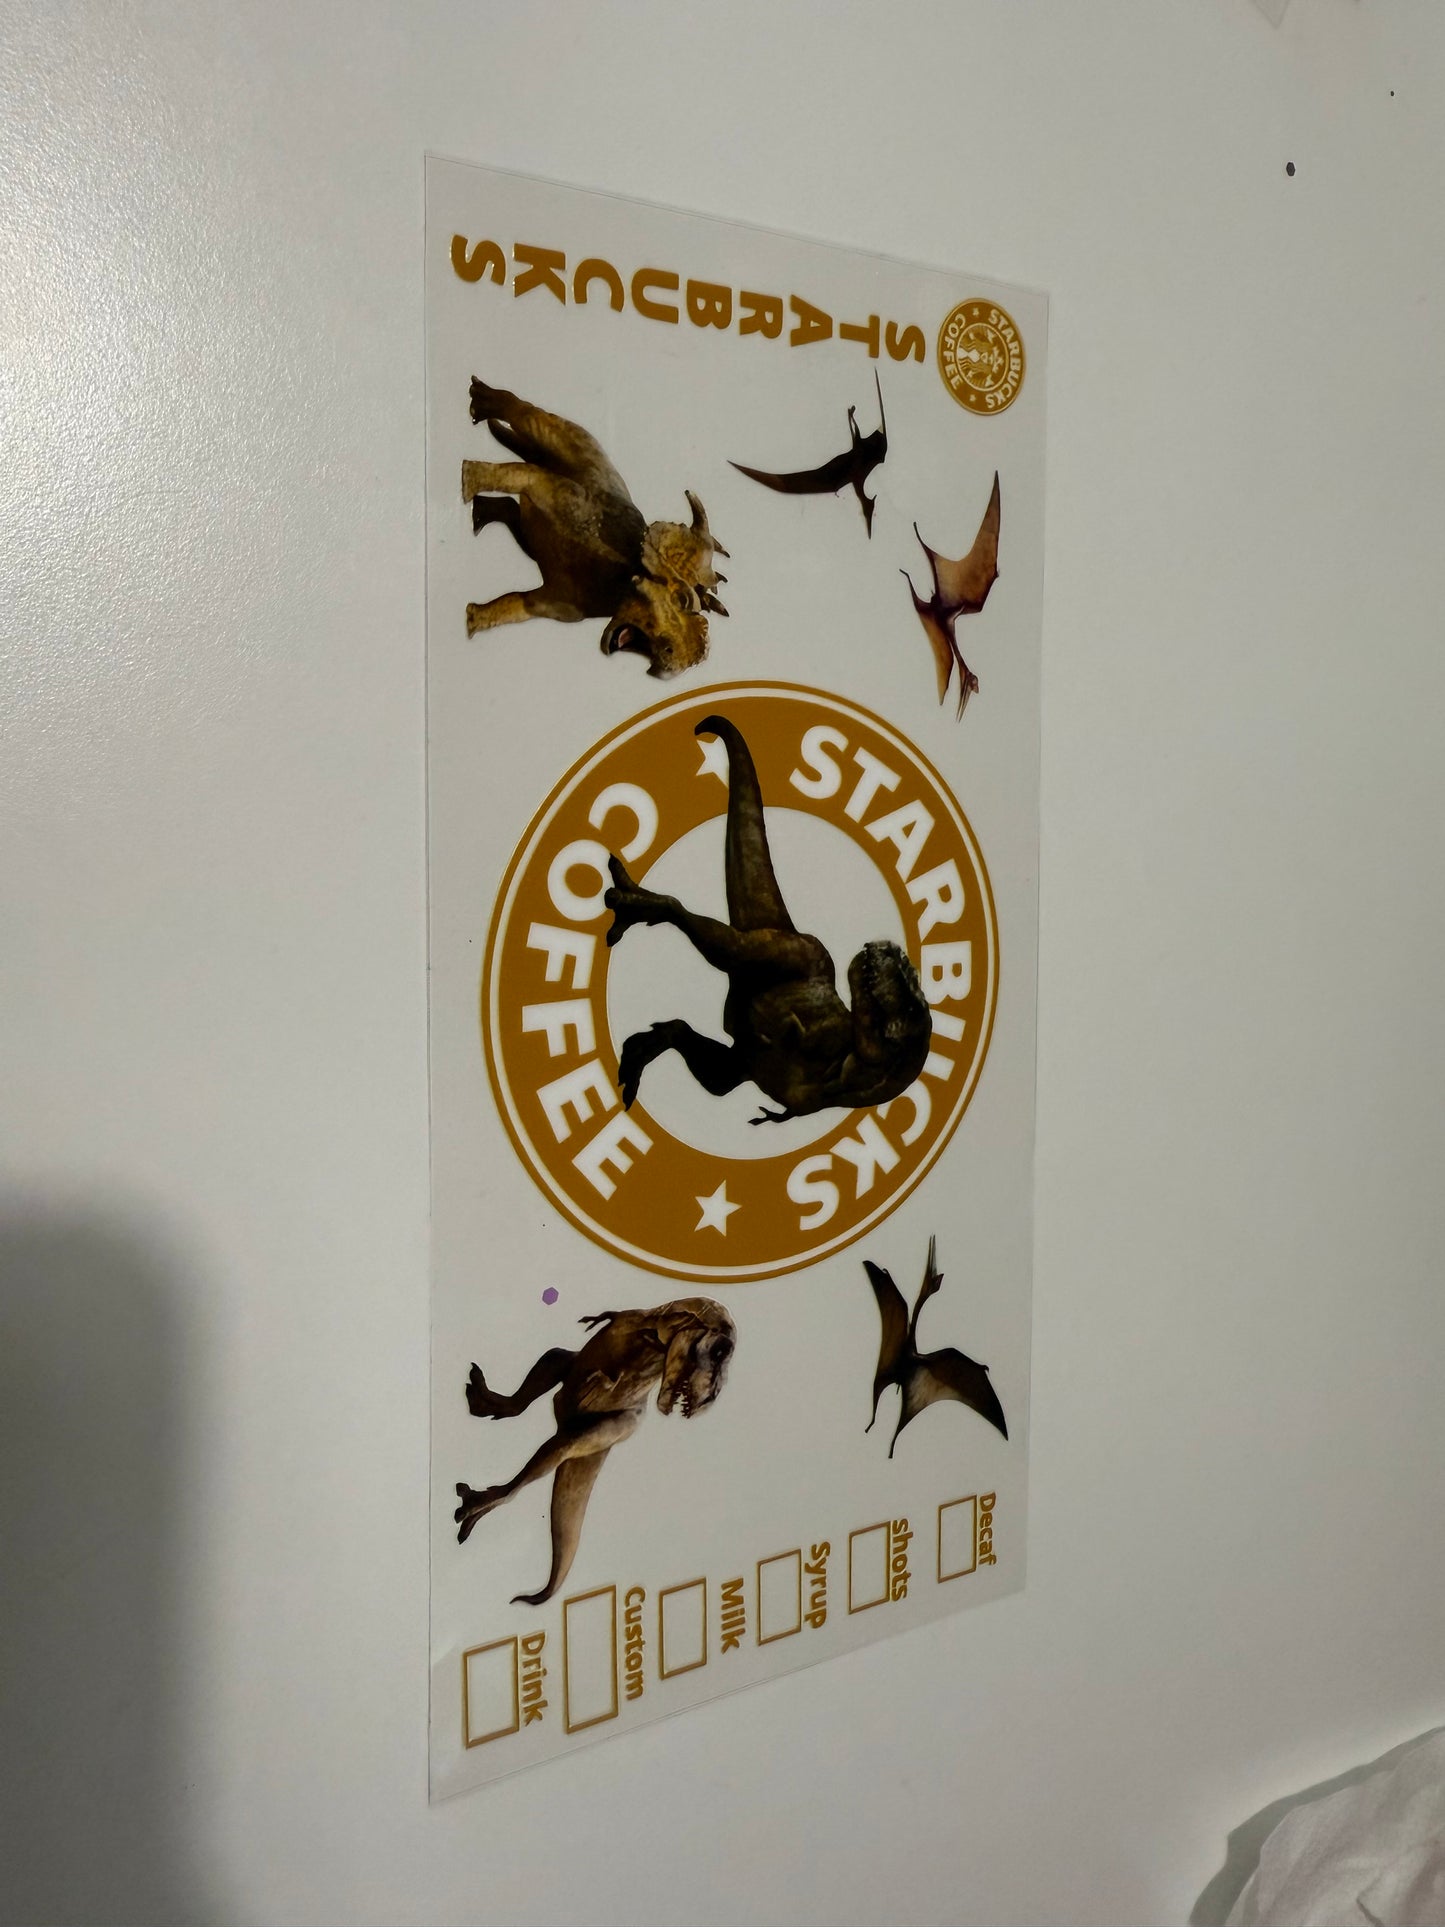 STARBUCKS
COFFEE
STARBUCKS
STARBUCKS
COFFEE
Decaf
shots
Syrup
Milk
Custom
Drink